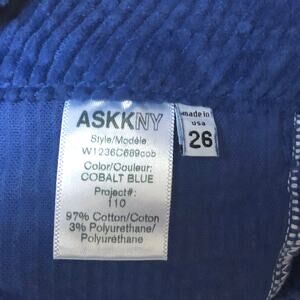 ASKKNY
Style/Modéle
W1236C689cob
Color/Couleur:
COBALT BLUE
Project#:
110
97% Cotton/Coton
3% Polyurethane/
Polyuréthane
made in
usa
26